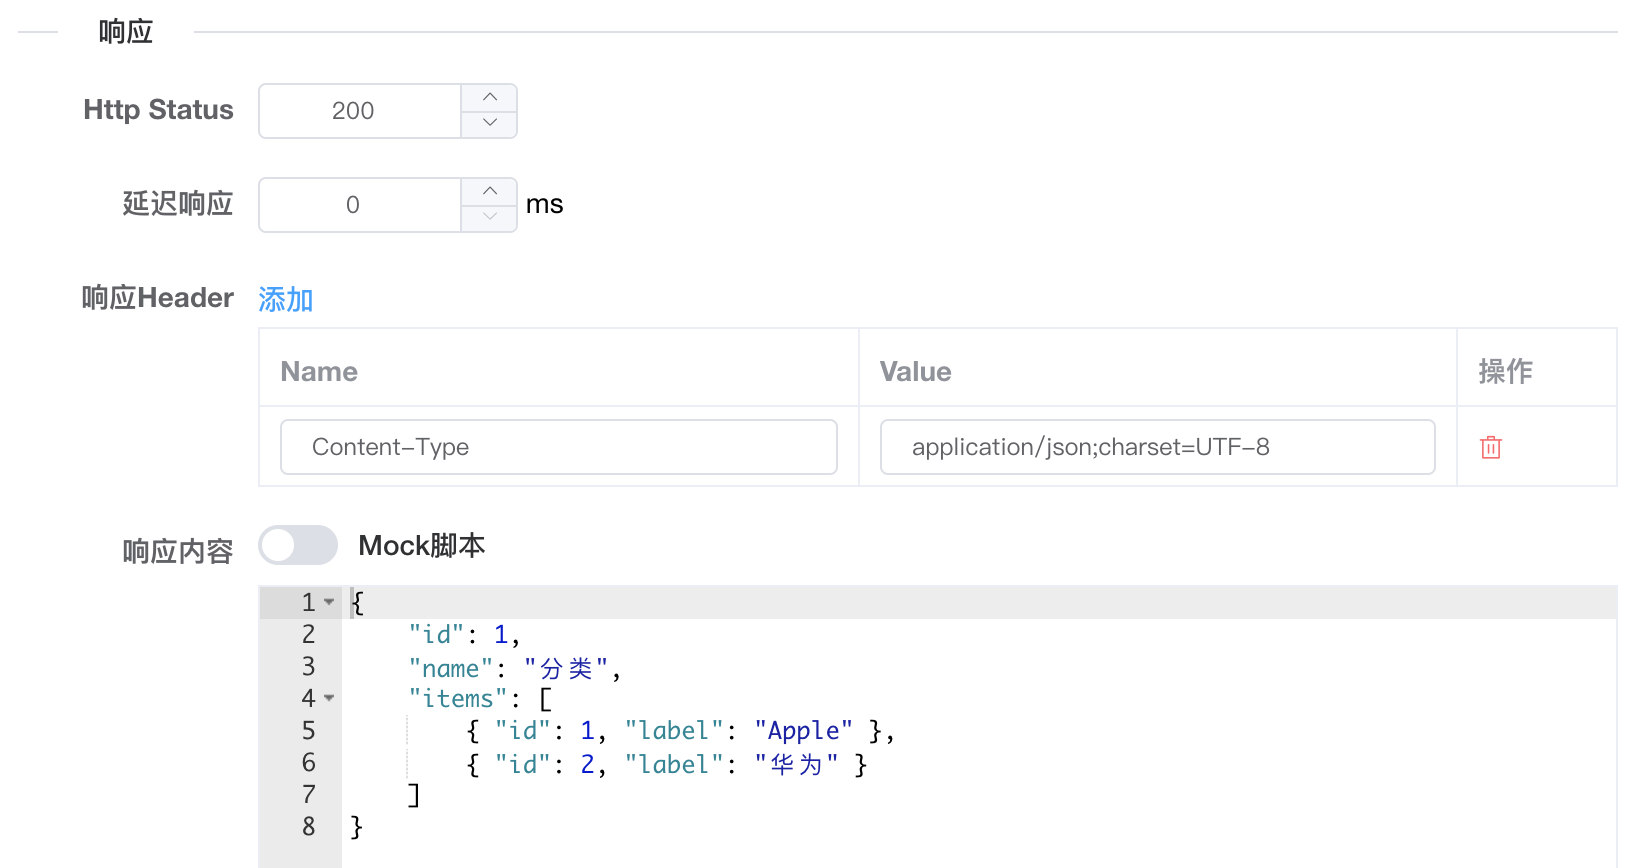 响应
Http Status 200
延迟响应 0 ms
响应Header 添加
Name Value 操作
Content-Type application/json;charset=UTF-8
响应内容 Mock脚本
1 {
2 "id": 1,
3 "name": "分类",
4 "items": [
5 { "id": 1, "label": "Apple" },
6 { "id": 2, "label": "华为" }
7 ]
8 }